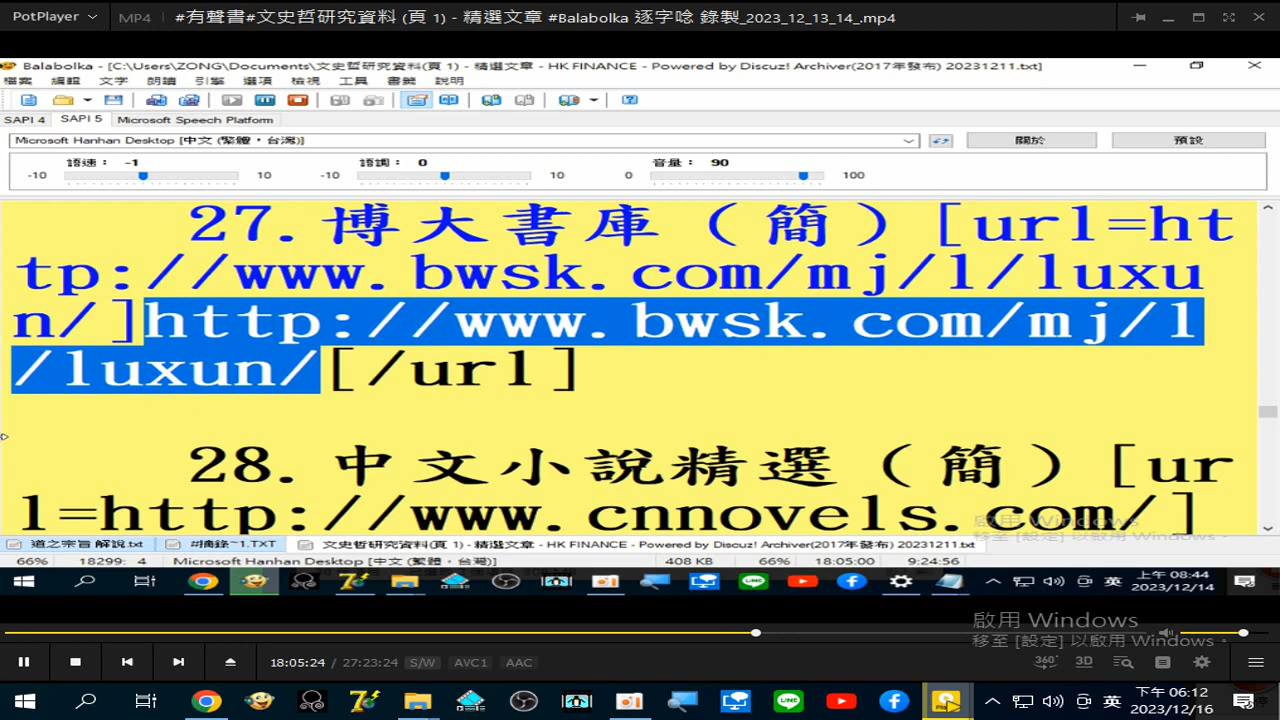 PotPlayer MP4 #有聲書#文史哲研究資料 (頁 1) - 精選文章 #Balabolka 逐字唸 錄製_2023_12_13_14_.mp4
Balabolka - [C:\Users\ZONG\Documents\文史哲研究資料(頁 1) - 精選文章 - HK FINANCE - Powered by Discuz! Archiver(2017年發布) 20231211.txt]
檔案 編輯 文字 朗讀 引擎 選項 檢視 工具 書籤 說明
SAPI 4 SAPI 5 Microsoft Speech Platform
Microsoft Hanhan Desktop [中文 (繁體，台灣)] 關於 預設
語速： -1 語調： 0 音量： 90
-10 10 -10 10 0 100
27. 博大書庫（簡）[url=ht
tp://www.bwsk.com/mj/l/luxu
n/]http://www.bwsk.com/mj/l
/luxun/[/url]
28. 中文小說精選（簡）[ur
l=http://www.cnnovels.com/]
啟用 Windows
移至 [設定] 以啟用 Windows。
道之宗旨 解說.txt #摘錄~1.TXT 文史哲研究資料(頁 1) - 精選文章 - HK FINANCE - Powered by Discuz! Archiver(2017年發布) 20231211.txt
66% 18299: 4 Microsoft Hanhan Desktop [中文 (繁體，台灣)] 408 KB 66% 18:05:00 9:24:56
英 上午 08:44
2023/12/14
啟用 Windows
移至 [設定] 以啟用 Windows。
18:05:24 / 27:23:24 S/W AVC1 AAC 360° 3D
英 下午 06:12
2023/12/16